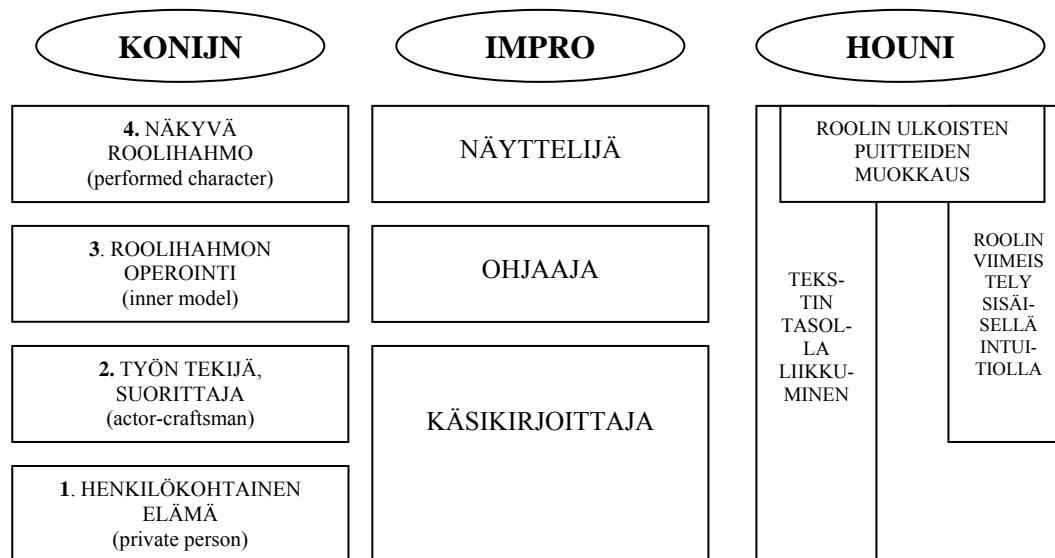 KONIJN
IMPRO
HOUNI
4. NÄKYVÄ
ROOLIHAHMO
(performed character)
3. ROOLIHAHMON
OPEROINTI
(inner model)
2. TYÖN TEKIJÄ,
SUORITTAJA
(actor-craftsman)
1. HENKILÖKOHTAINEN
ELÄMÄ
(private person)
NÄYTTELIJÄ
OHJAAJA
KÄSIKIRJOITTAJA
ROOLIN ULKOISTEN
PUITTEIDEN
MUOKKAUS
TEKS-
TIN
TASOL-
LA
LIIKKU-
MINEN
ROOLIN
VIIMEIS
TELY
SISÄI-
SELLÄ
INTUI-
TIOLLA